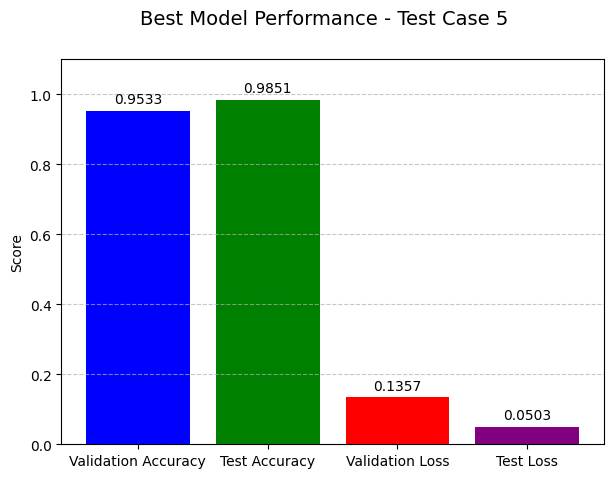 Best Model Performance - Test Case 5
0.9533
0.9851
0.1357
0.0503
Score
1.0
0.8
0.6
0.4
0.2
0.0
Validation Accuracy
Test Accuracy
Validation Loss
Test Loss